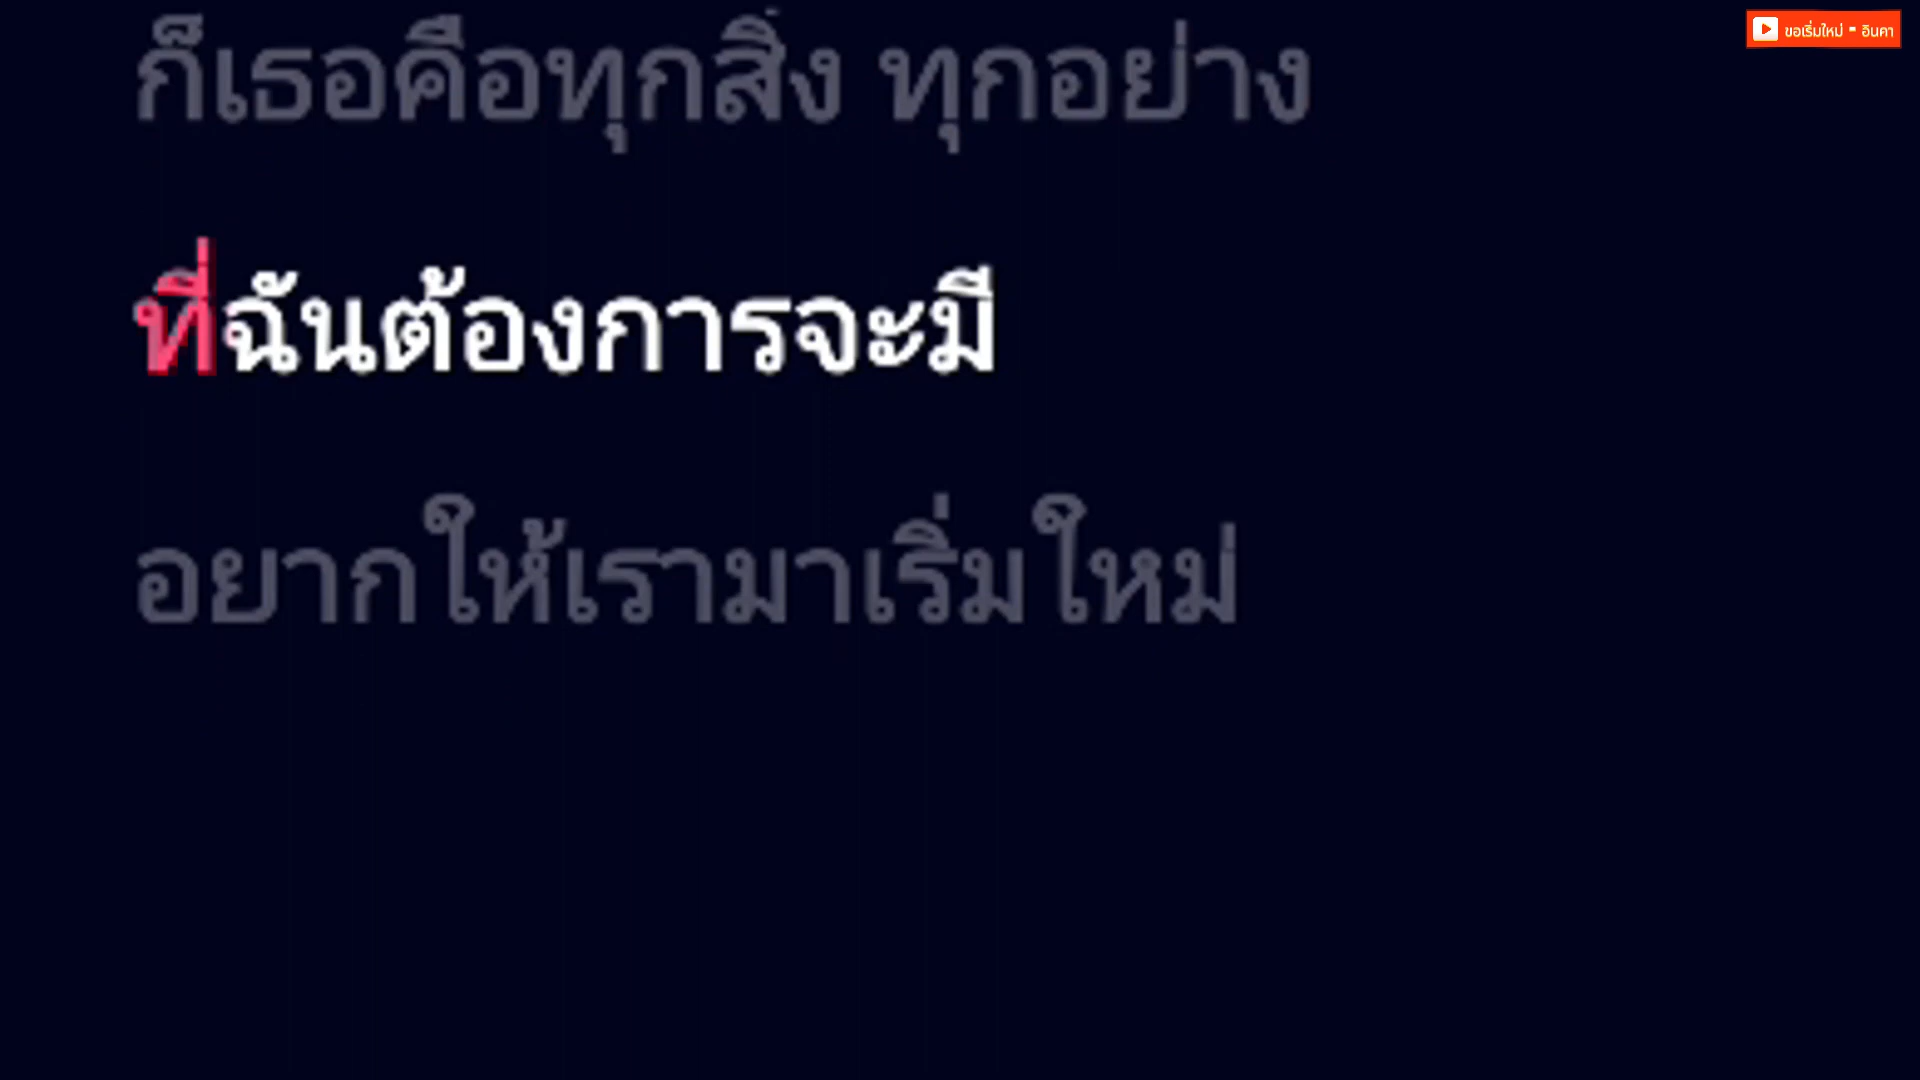 ขอเริ่มใหม่ - อินคา
ก็เธอคือทุกสิ่ง ทุกอย่าง
ที่ฉันต้องการจะมี
อยากให้เรามาเริ่มใหม่